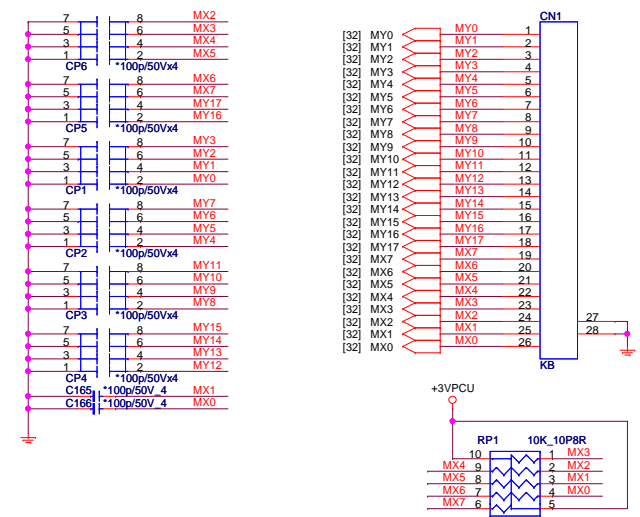 7 8 MX2
5 6 MX3
3 4 MX4
1 2 MX5
CP6 *100p/50Vx4
7 8 MX6
5 6 MX7
3 4 MY17
1 2 MY16
CP5 *100p/50Vx4
7 8 MY3
5 6 MY2
3 4 MY1
1 2 MY0
CP1 *100p/50Vx4
7 8 MY7
5 6 MY6
3 4 MY5
1 2 MY4
CP2 *100p/50Vx4
7 8 MY11
5 6 MY10
3 4 MY9
1 2 MY8
CP3 *100p/50Vx4
7 8 MY15
5 6 MY14
3 4 MY13
1 2 MY12
CP4 *100p/50Vx4
C165 *100p/50V_4 MX1
C166 *100p/50V_4 MX0
CN1
[32] MY0 MY0 1
[32] MY1 MY1 2
[32] MY2 MY2 3
[32] MY3 MY3 4
[32] MY4 MY4 5
[32] MY5 MY5 6
[32] MY6 MY6 7
[32] MY7 MY7 8
[32] MY8 MY8 9
[32] MY9 MY9 10
[32] MY10 MY10 11
[32] MY11 MY11 12
[32] MY12 MY12 13
[32] MY13 MY13 14
[32] MY14 MY14 15
[32] MY15 MY15 16
[32] MY16 MY16 17
[32] MY17 MY17 18
[32] MX7 MX7 19
[32] MX6 MX6 20
[32] MX5 MX5 21
[32] MX4 MX4 22
[32] MX3 MX3 23
[32] MX2 MX2 24 27
[32] MX1 MX1 25 28
[32] MX0 MX0 26
KB
+3VPCU
RP1 10K_10P8R
10 1 MX3
MX4 9 2 MX2
MX5 8 3 MX1
MX6 7 4 MX0
MX7 6 5